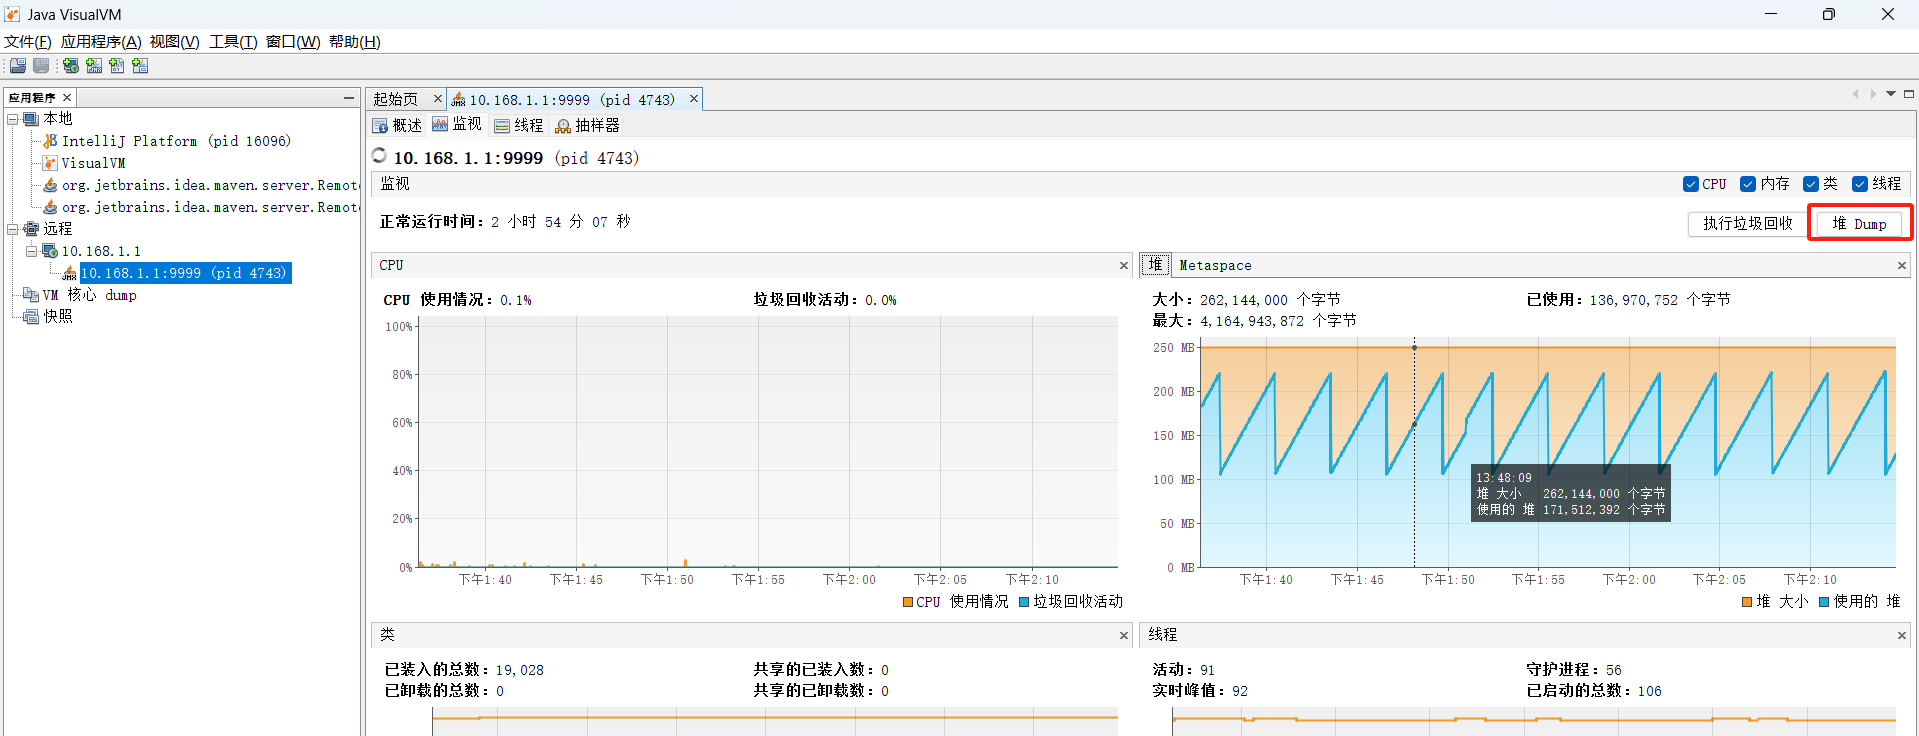 Java VisualVM
文件(F) 应用程序(A) 视图(V) 工具(T) 窗口(W) 帮助(H)
应用程序
本地
IntelliJ Platform (pid 16096)
VisualVM
org.jetbrains.idea.maven.server.Remote
org.jetbrains.idea.maven.server.Remote
远程
10.168.1.1
10.168.1.1:9999 (pid 4743)
VM 核心 dump
快照
起始页 10.168.1.1:9999 (pid 4743)
概述 监视 线程 抽样器
10.168.1.1:9999 (pid 4743)
监视 CPU 内存 类 线程
正常运行时间: 2 小时 54 分 07 秒
执行垃圾回收 堆 Dump
CPU
CPU 使用情况: 0.1% 垃圾回收活动: 0.0%
100%
80%
60%
40%
20%
0%
下午1:40 下午1:45 下午1:50 下午1:55 下午2:00 下午2:05 下午2:10
CPU 使用情况 垃圾回收活动
堆 Metaspace
大小: 262,144,000 个字节 已使用: 136,970,752 个字节
最大: 4,164,943,872 个字节
250 MB
200 MB
150 MB
100 MB
50 MB
0 MB
13:48:09
堆 大小 262,144,000 个字节
使用的 堆 171,512,392 个字节
下午1:40 下午1:45 下午1:50 下午1:55 下午2:00 下午2:05 下午2:10
堆 大小 使用的 堆
类
已装入的总数: 19,028 共享的已装入数: 0
已卸载的总数: 0 共享的已卸载数: 0
线程
活动: 91 守护进程: 56
实时峰值: 92 已启动的总数: 106